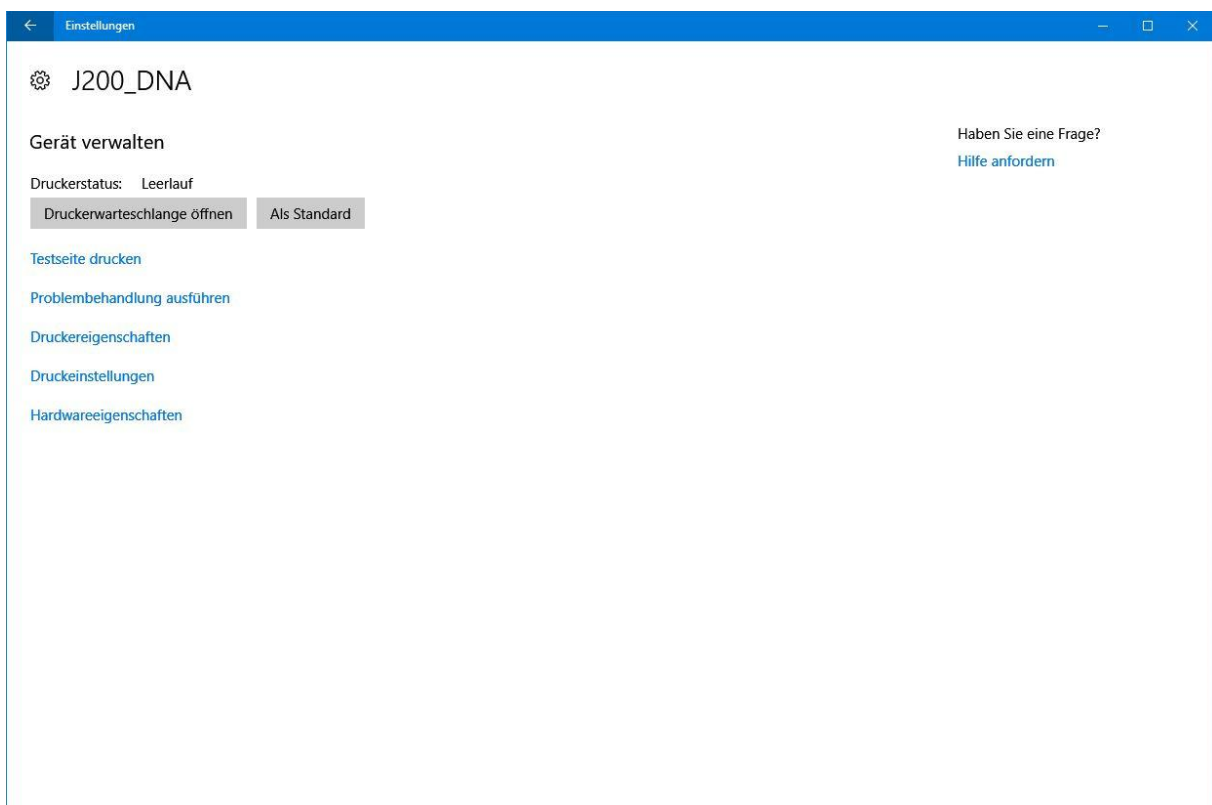 Einstellungen
J200_DNA
Gerät verwalten
Druckerstatus: Leerlauf
Druckerwarteschlange öffnen
Als Standard
Testseite drucken
Problembehandlung ausführen
Druckereigenschaften
Druckeinstellungen
Hardwareeigenschaften
Haben Sie eine Frage?
Hilfe anfordern